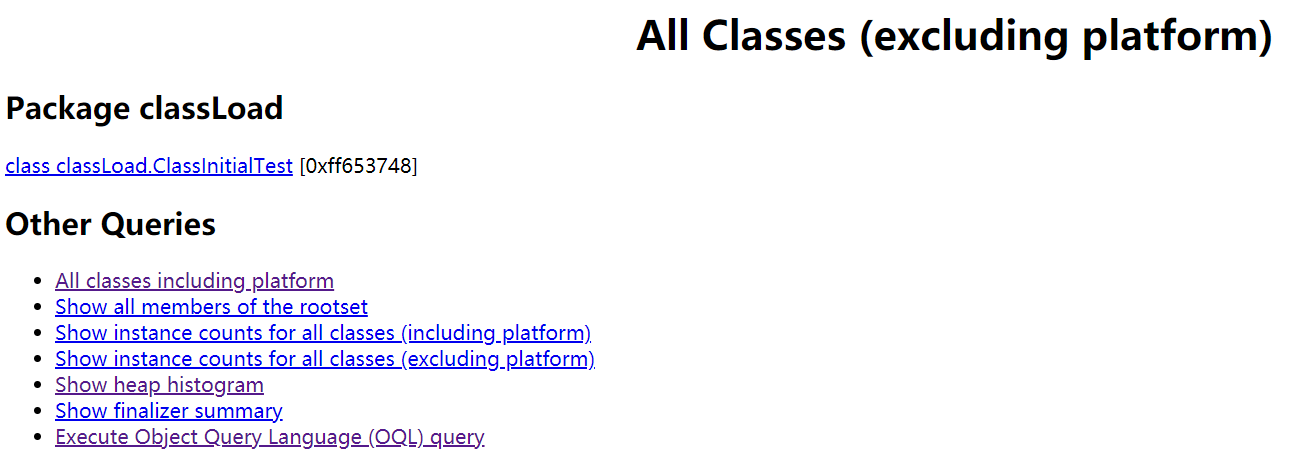 All Classes (excluding platform)
Package classLoad
class classLoad.ClassInitialTest [0xff653748]
Other Queries
• All classes including platform
• Show all members of the rootset
• Show instance counts for all classes (including platform)
• Show instance counts for all classes (excluding platform)
• Show heap histogram
• Show finalizer summary
• Execute Object Query Language (OQL) query